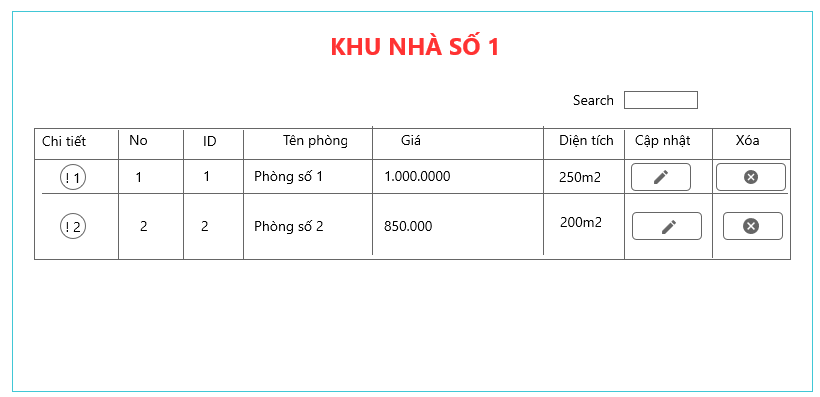 KHU NHÀ SỐ 1
Search
Chi tiết No ID Tên phòng Giá Diện tích Cập nhật Xóa
! 1 1 1 Phòng số 1 1.000.0000 250m2
! 2 2 2 Phòng số 2 850.000 200m2